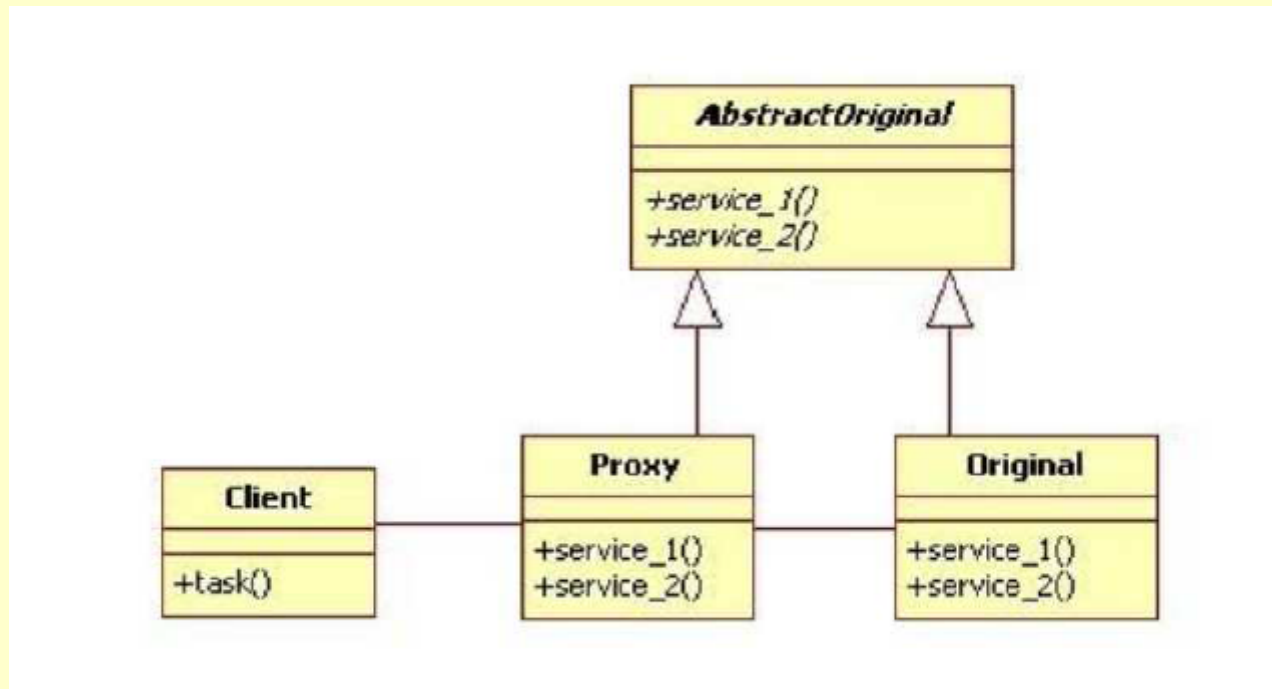 AbstractOriginal
+service_1()
+service_2()
Client
+task()
Proxy
+service_1()
+service_2()
Original
+service_1()
+service_2()